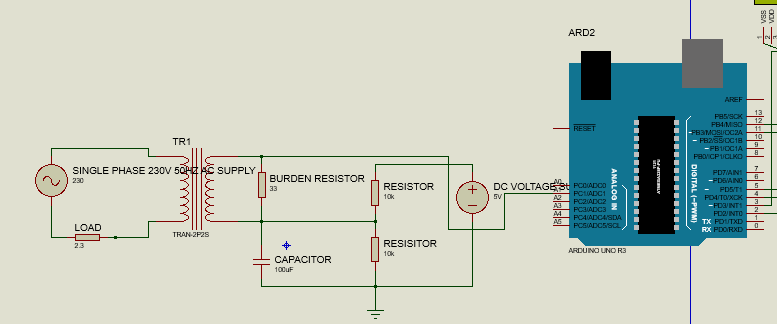 ARD2
VSS
VDD
1
2
3
AREF
RESET
13
PB5/SCK
12
PB4/MISO
11
PB3/MOSI/OC2A
10
PB2/SS/OC1B
9
PB1/OC1A
8
PB0/ICP1/CLKO
7
PD7/AIN1
6
PD6/AIN0
5
PD5/T1
4
PD4/T0/XCK
3
PD3/INT1
2
PD2/INT0
1
TX PD1/TXD
0
RX PD0/RXD
DIGITAL (~PWM)
ANALOG IN
A0
PC0/ADC0
PC1/ADC1
A2
PC2/ADC2
A3
PC3/ADC3
A4
PC4/ADC4/SDA
A5
PC5/ADC5/SCL
ARDUINO UNO R3
TR1
SINGLE PHASE 230V 50HZ AC SUPPLY
230
TRAN-2P2S
LOAD
2.3
BURDEN RESISTOR
33
RESISTOR
10k
DC VOLTAGE SU
5V
RESISITOR
10k
CAPACITOR
100uF